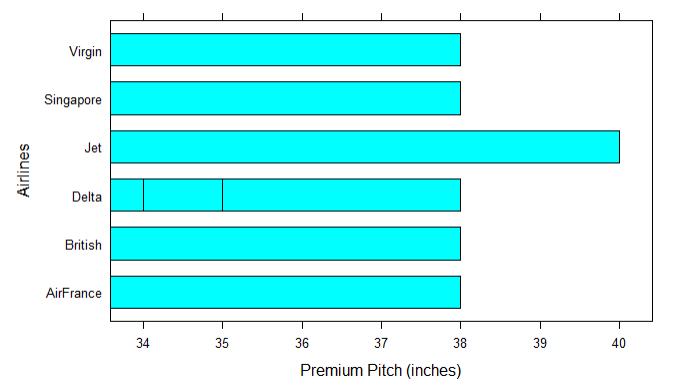 Airlines
Virgin
Singapore
Jet
Delta
British
AirFrance
34 35 36 37 38 39 40
Premium Pitch (inches)